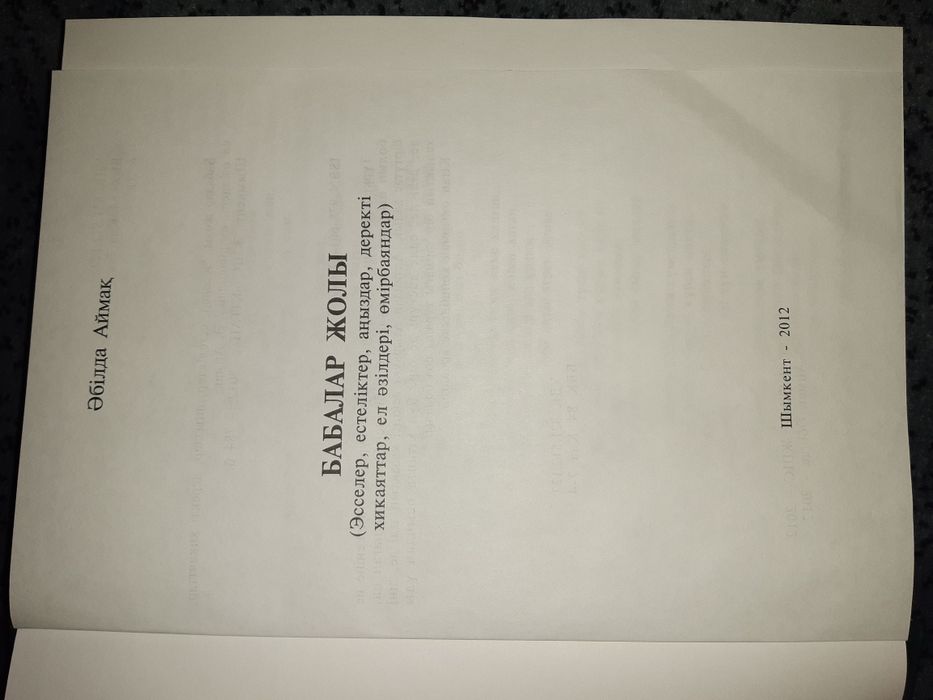 Әбілда Аймақ
БАБАЛАР ЖОЛЫ
(Эсселер, естеліктер, аңыздар, деректі
хикаяттар, ел әзілдері, өмірбаяндар)
Шымкент - 2012